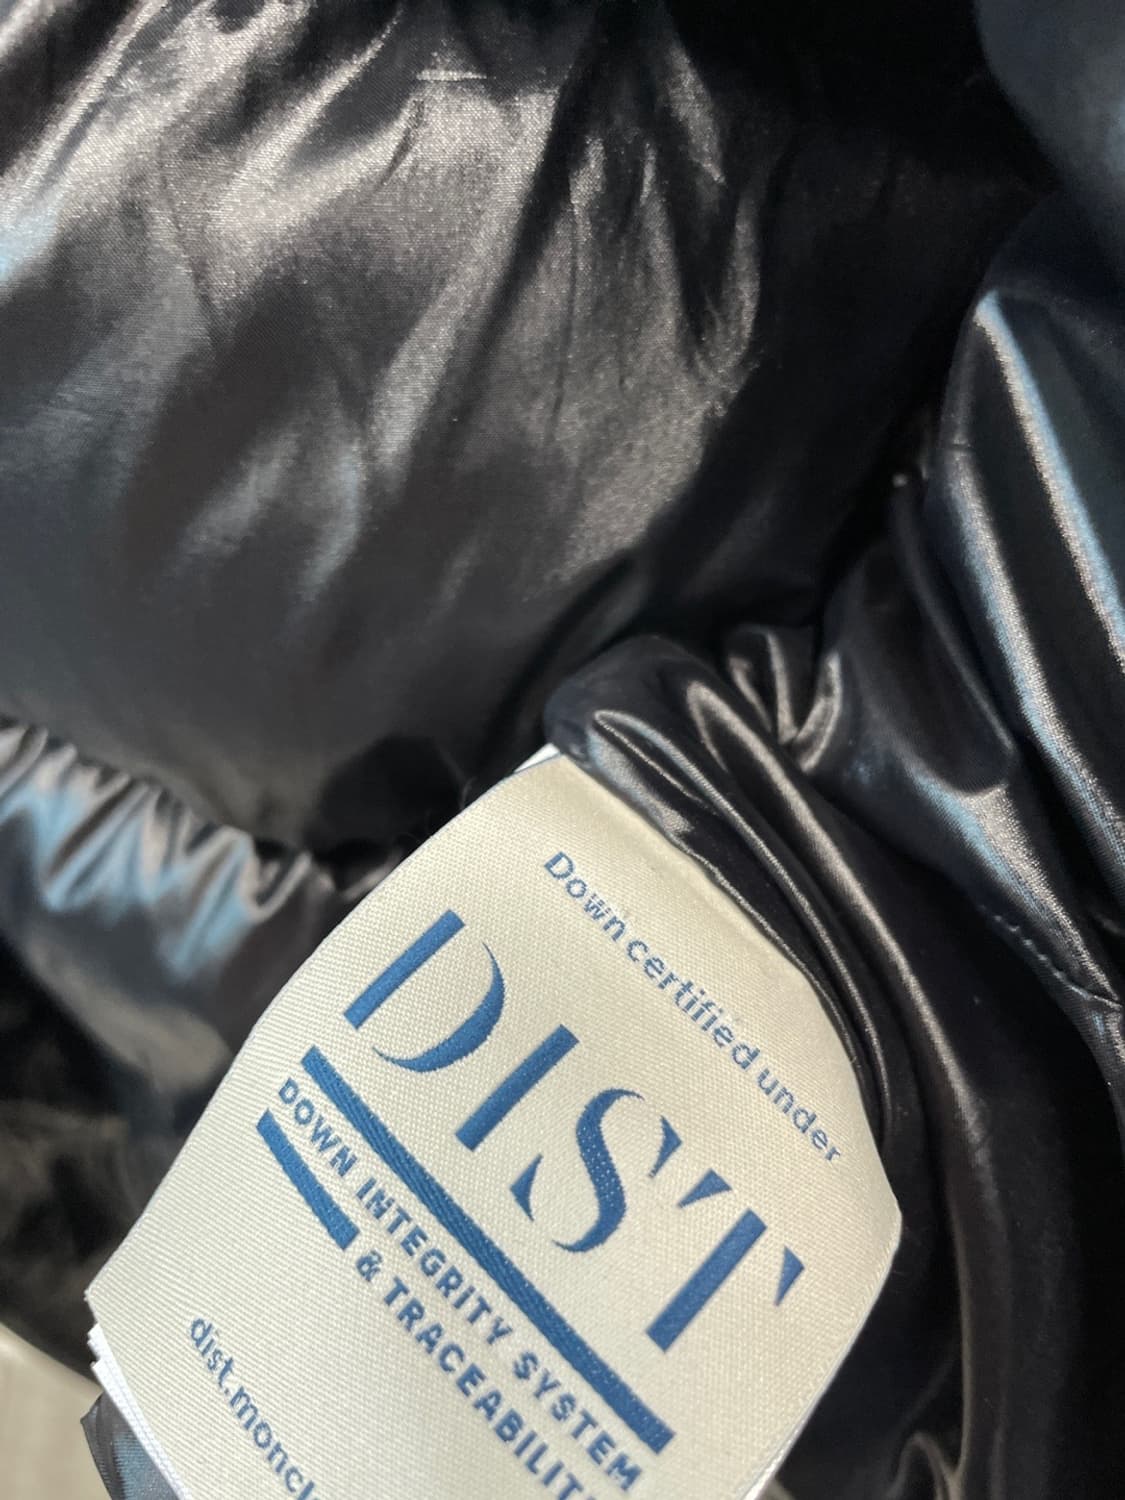 Down certified under
DIST
DOWN INTEGRITY SYSTEM
& TRACEABILIT
dist.moncl